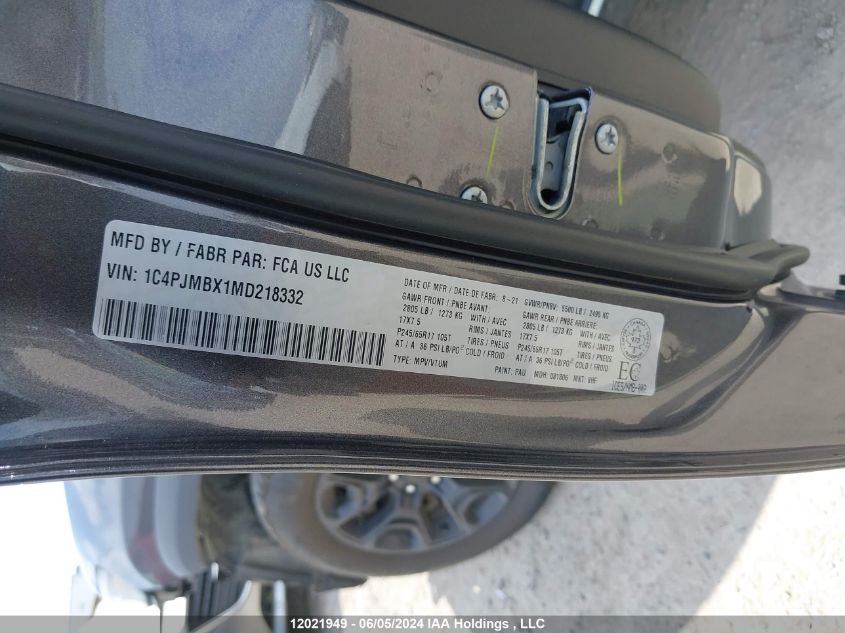 MFD BY / FABR PAR: FCA US LLC
VIN: 1C4PJMBX1MD218332
DATE OF MFR / DATE DE FABR: 8-21 GVWR/PNBV: 5500 LB / 2495 KG
GAWR FRONT / PNBE AVANT GAWR REAR / PNBE ARRIERE:
2805 LB / 1273 KG WITH / AVEC 2805 LB / 1273 KG WITH / AVEC
17X7.5 RIMS / JANTES 17X7.5 RIMS / JANTES
P245/65R17 105T TIRES / PNEUS P245/65R17 105T TIRES / PNEUS
AT / A 36 PSI LB/PO² COLD / FROID AT / A 36 PSI LB/PO² COLD / FROID
TYPE: MPV/VTUM PAINT: PAU MDH: 081806 MKT: WHF
EC
12021949 - 06/05/2024 IAA Holdings , LLC